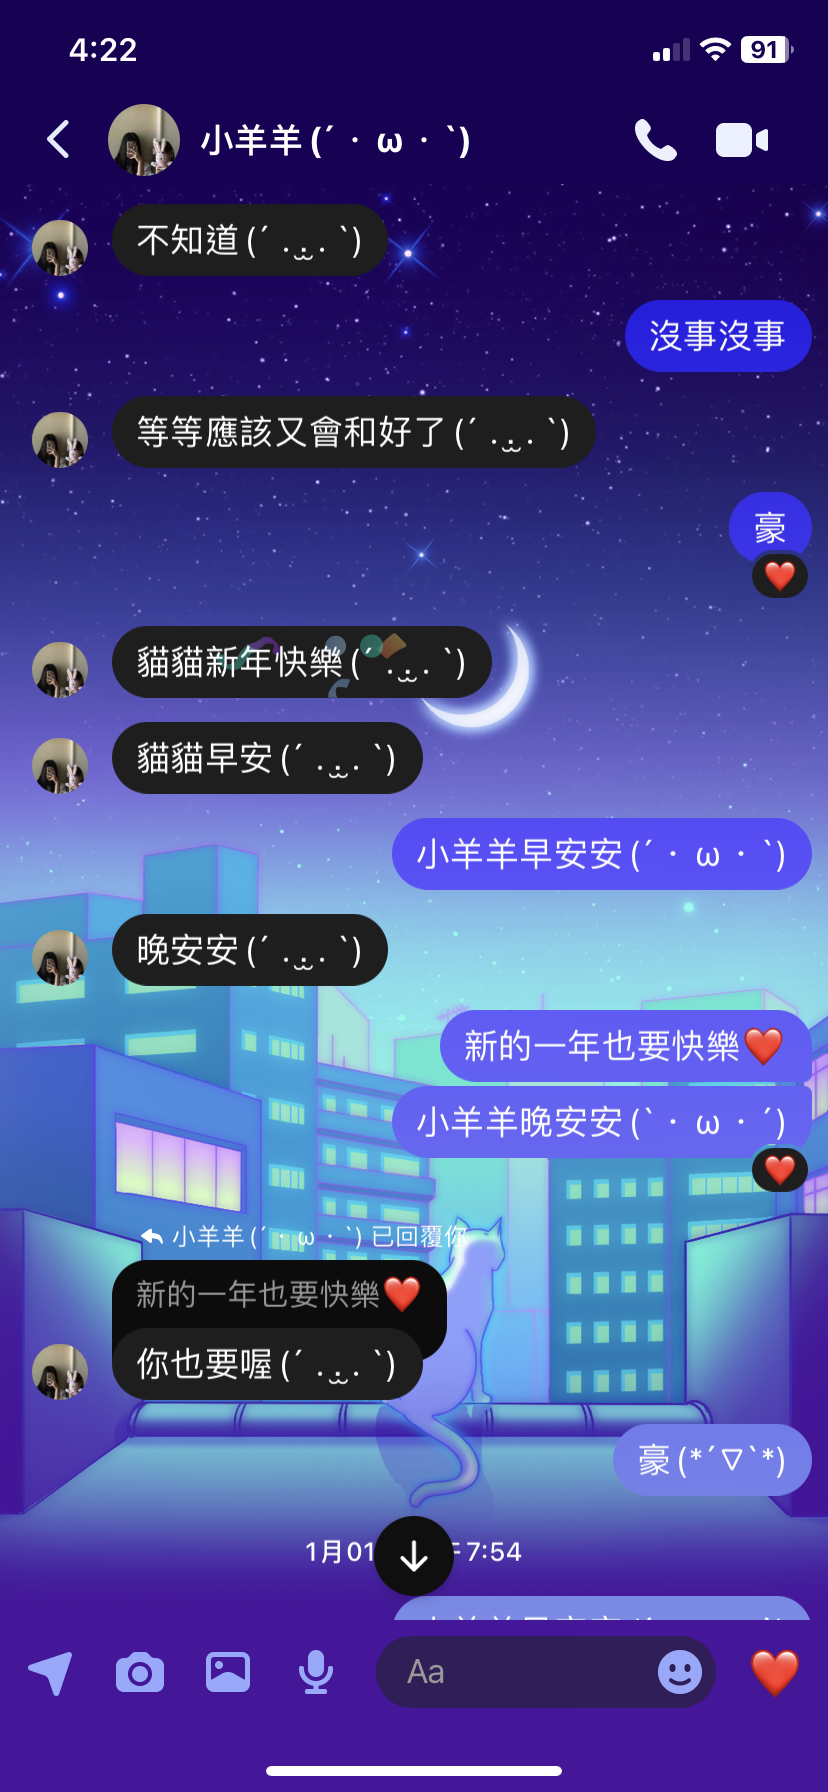 4:22
91
小羊羊 (´・ω・`)
不知道 (´ . .̫ . `)
沒事沒事
等等應該又會和好了 (´ . .̫ . `)
豪
貓貓新年快樂 (´ . .̫ . `)
貓貓早安 (´ . .̫ . `)
小羊羊早安安 (´・ω・`)
晚安安 (´ . .̫ . `)
新的一年也要快樂❤️
小羊羊晚安安 (`・ω・´)
小羊羊 (´・ω・`) 已回覆你
新的一年也要快樂❤️
你也要喔 (´ . .̫ . `)
豪 (*´▽`*)
1月01 7:54
Aa